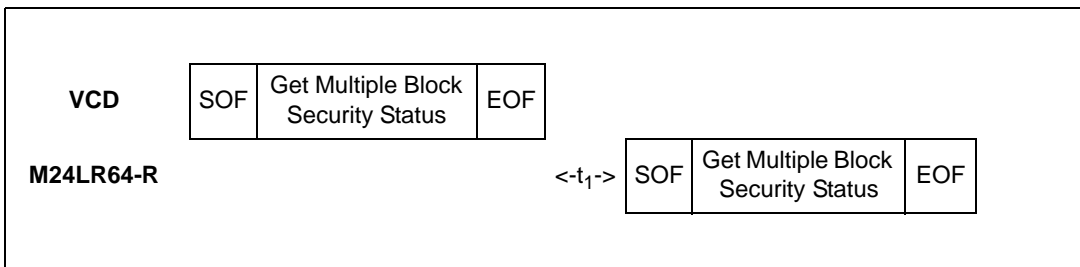 VCD SOF Get Multiple Block Security Status EOF
M24LR64-R <-t1-> SOF Get Multiple Block Security Status EOF